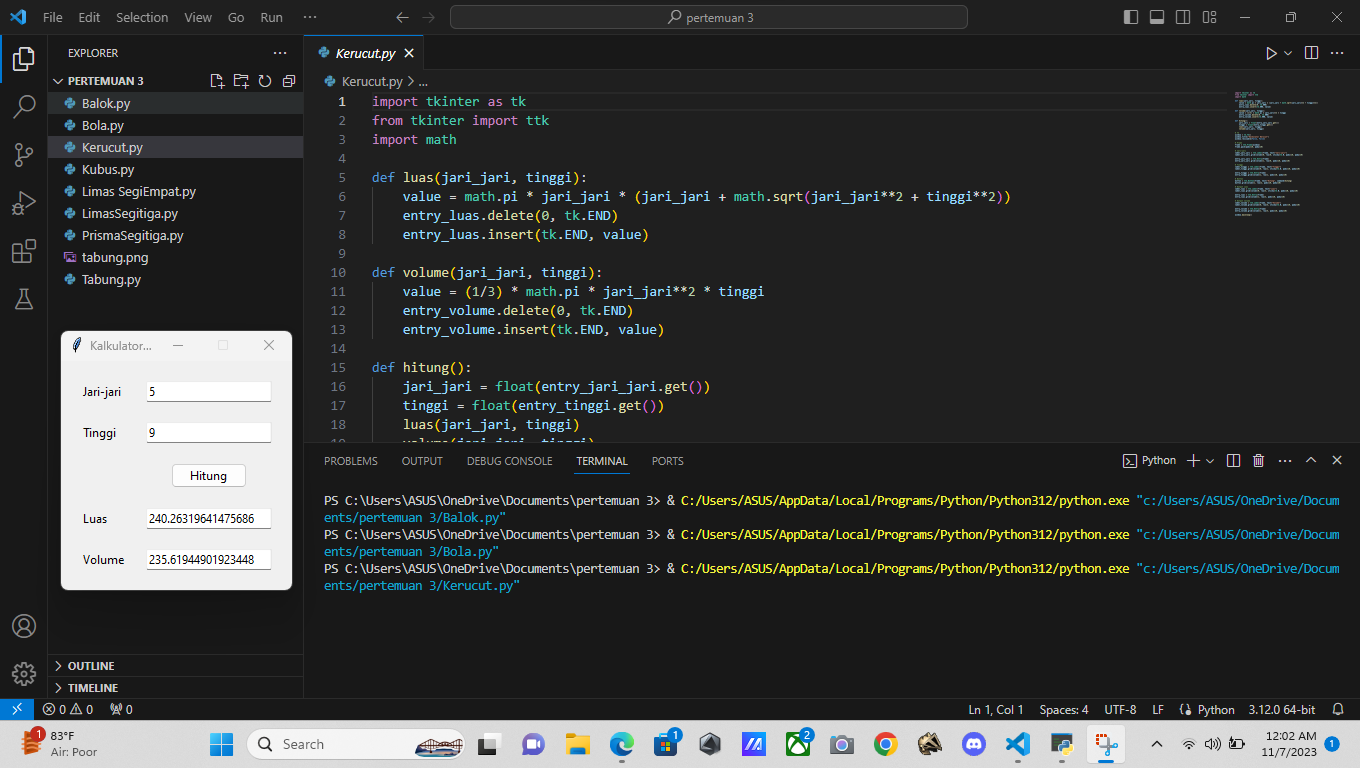 File Edit Selection View Go Run ···
pertemuan 3
EXPLORER
PERTEMUAN 3
Balok.py
Bola.py
Kerucut.py
Kubus.py
Limas SegiEmpat.py
LimasSegitiga.py
PrismaSegitiga.py
tabung.png
Tabung.py
Kalkulator...
Jari-jari 5
Tinggi 9
Hitung
Luas 240.26319641475686
Volume 235.61944901923448
OUTLINE
TIMELINE
Kerucut.py
Kerucut.py > ...
1 import tkinter as tk
2 from tkinter import ttk
3 import math
4
5 def luas(jari_jari, tinggi):
6 value = math.pi * jari_jari * (jari_jari + math.sqrt(jari_jari**2 + tinggi**2))
7 entry_luas.delete(0, tk.END)
8 entry_luas.insert(tk.END, value)
9
10 def volume(jari_jari, tinggi):
11 value = (1/3) * math.pi * jari_jari**2 * tinggi
12 entry_volume.delete(0, tk.END)
13 entry_volume.insert(tk.END, value)
14
15 def hitung():
16 jari_jari = float(entry_jari_jari.get())
17 tinggi = float(entry_tinggi.get())
18 luas(jari_jari, tinggi)
19 volume(jari_jari, tinggi)
PROBLEMS OUTPUT DEBUG CONSOLE TERMINAL PORTS
Python
PS C:\Users\ASUS\OneDrive\Documents\pertemuan 3> & C:/Users/ASUS/AppData/Local/Programs/Python/Python312/python.exe "c:/Users/ASUS/OneDrive/Docum
ents/pertemuan 3/Balok.py"
PS C:\Users\ASUS\OneDrive\Documents\pertemuan 3> & C:/Users/ASUS/AppData/Local/Programs/Python/Python312/python.exe "c:/Users/ASUS/OneDrive/Docum
ents/pertemuan 3/Bola.py"
PS C:\Users\ASUS\OneDrive\Documents\pertemuan 3> & C:/Users/ASUS/AppData/Local/Programs/Python/Python312/python.exe "c:/Users/ASUS/OneDrive/Docum
ents/pertemuan 3/Kerucut.py"
0 0 0
Ln 1, Col 1 Spaces: 4 UTF-8 LF Python 3.12.0 64-bit
1
83°F
Air: Poor
Search
1
2
12:02 AM
11/7/2023
1